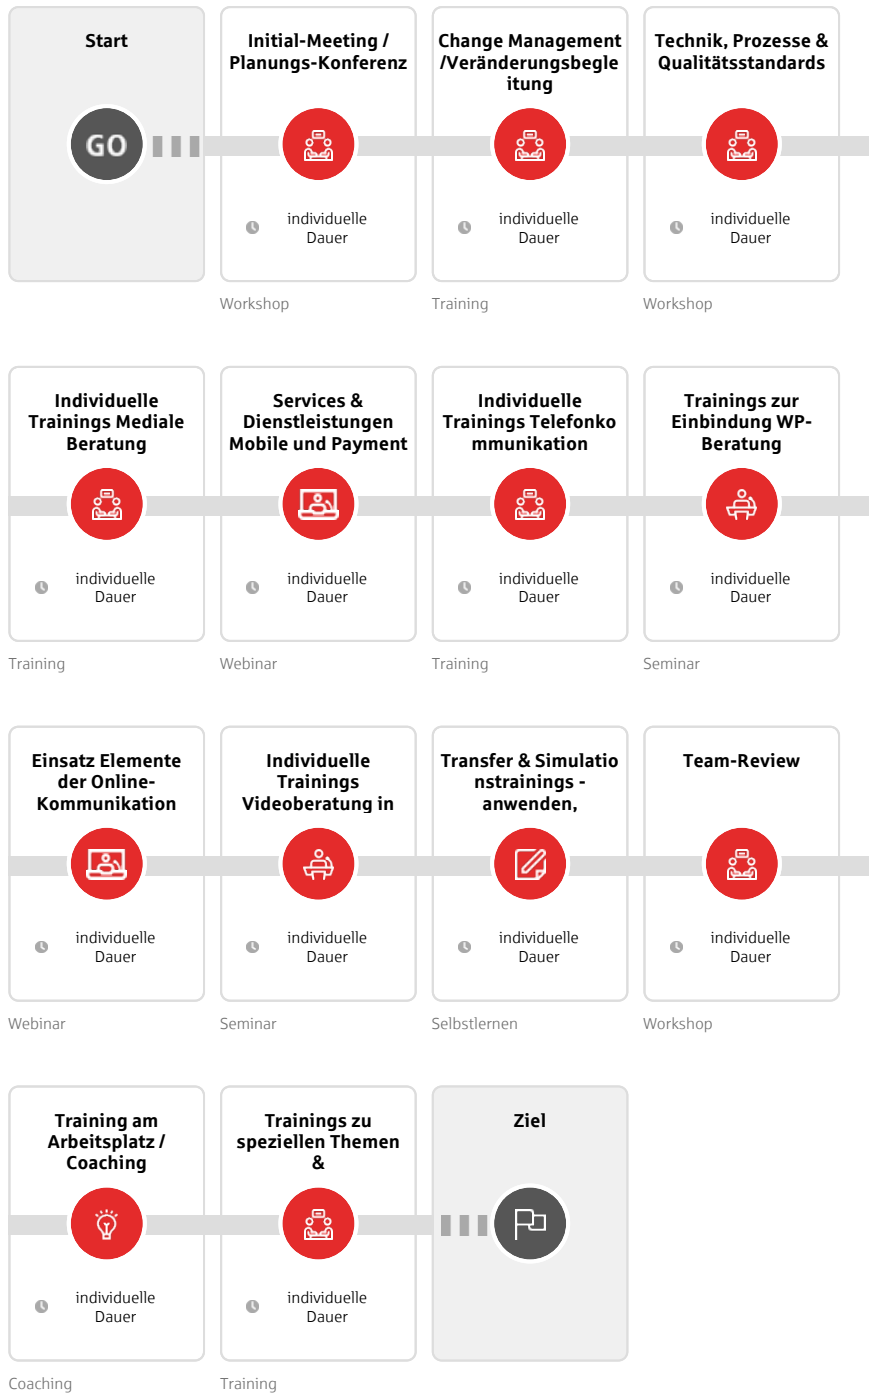 Start
GO
Initial-Meeting /
Planungs-Konferenz
individuelle
Dauer
Workshop
Change Management
/Veränderungsbegle
itung
individuelle
Dauer
Training
Technik, Prozesse &
Qualitätsstandards
individuelle
Dauer
Workshop
Individuelle
Trainings Mediale
Beratung
individuelle
Dauer
Training
Services &
Dienstleistungen
Mobile und Payment
individuelle
Dauer
Webinar
Individuelle
Trainings Telefonko
mmunikation
individuelle
Dauer
Training
Trainings zur
Einbindung WP-
Beratung
individuelle
Dauer
Seminar
Einsatz Elemente
der Online-
Kommunikation
individuelle
Dauer
Webinar
Individuelle
Trainings
Videoberatung in
individuelle
Dauer
Seminar
Transfer & Simulatio
nstrainings -
anwenden,
individuelle
Dauer
Selbstlernen
Team-Review
individuelle
Dauer
Workshop
Training am
Arbeitsplatz /
Coaching
individuelle
Dauer
Coaching
Trainings zu
speziellen Themen
&
individuelle
Dauer
Training
Ziel